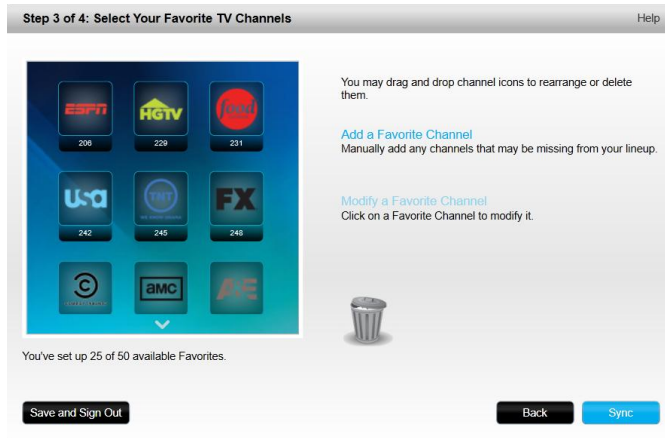 Step 3 of 4: Select Your Favorite TV Channels
Help
ESPN
HGTV
food
206
229
231
USA
TNT
FX
242
245
248
C
aMC
A&E
You may drag and drop channel icons to rearrange or delete
them.
Add a Favorite Channel
Manually add any channels that may be missing from your lineup.
Modify a Favorite Channel
Click on a Favorite Channel to modify it.
You've set up 25 of 50 available Favorites.
Save and Sign Out
Back
Sync